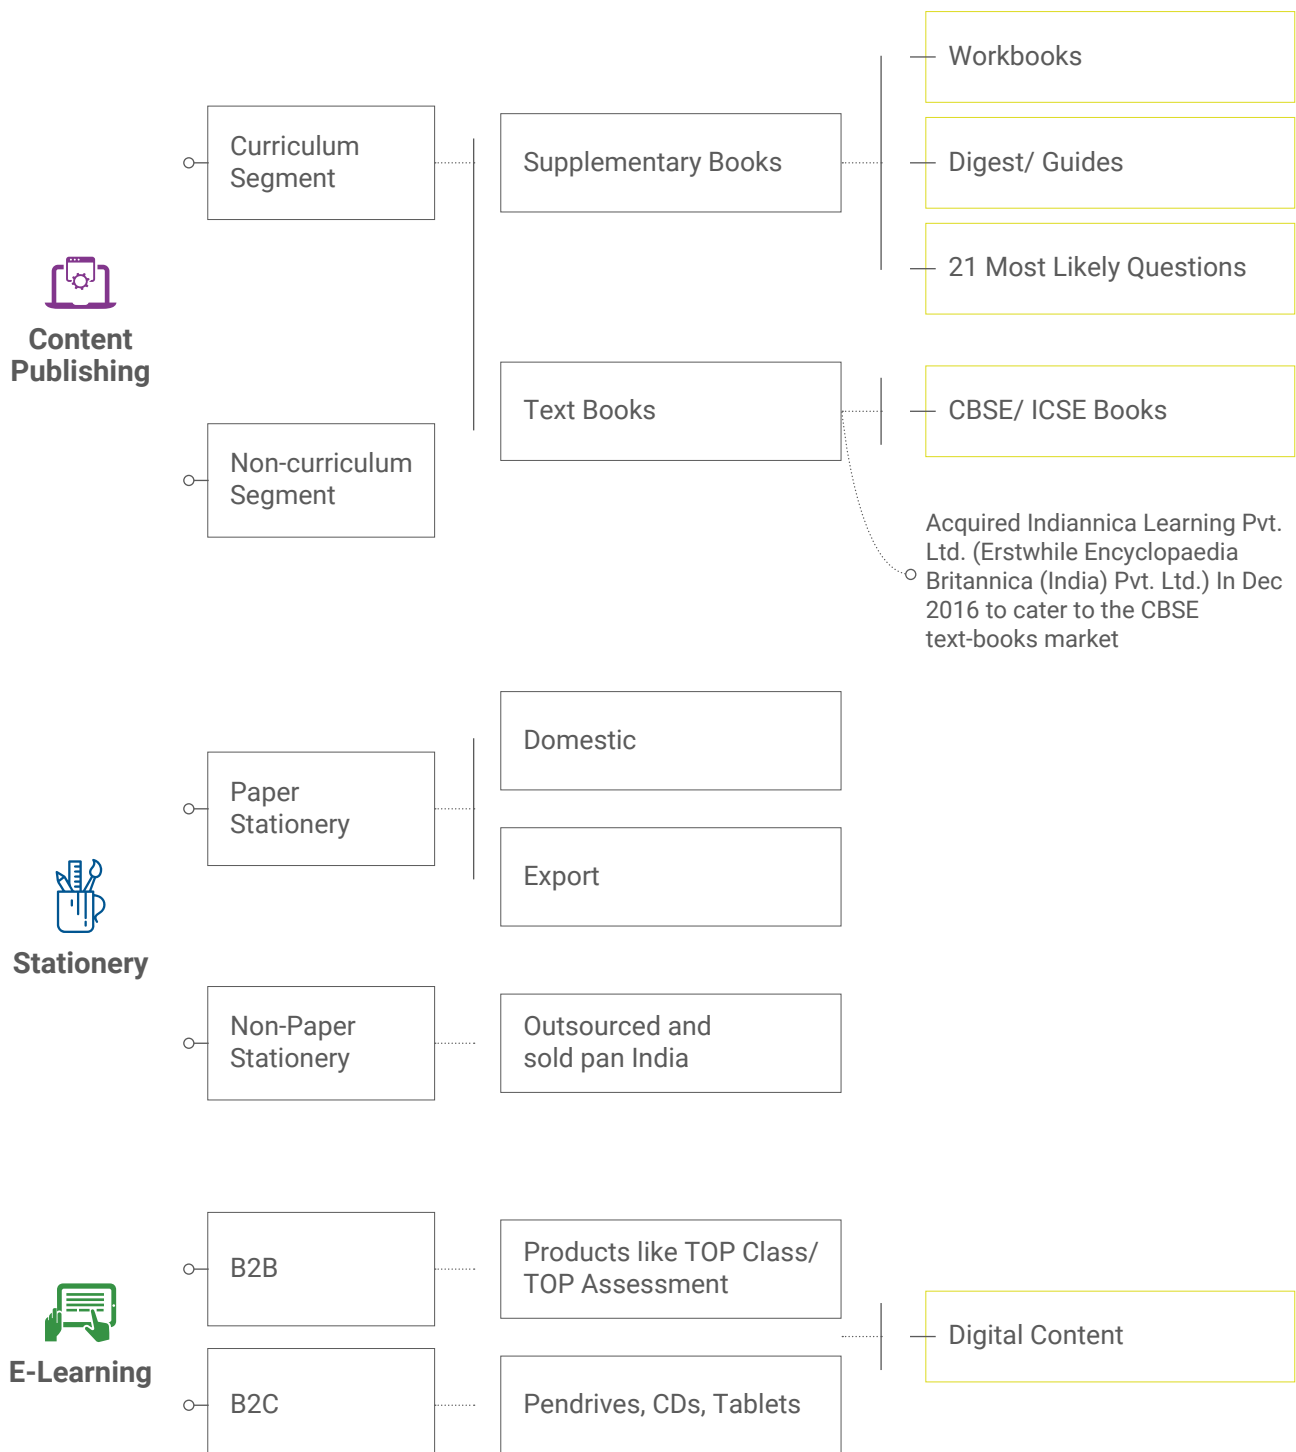 Content
Publishing
Curriculum
Segment
Supplementary Books
Workbooks
Digest/ Guides
21 Most Likely Questions
Text Books
CBSE/ ICSE Books
Acquired Indiannica Learning Pvt.
Ltd. (Erstwhile Encyclopaedia
Britannica (India) Pvt. Ltd.) In Dec
2016 to cater to the CBSE
text-books market
Non-curriculum
Segment
Stationery
Paper
Stationery
Domestic
Export
Non-Paper
Stationery
Outsourced and
sold pan India
E-Learning
B2B
Products like TOP Class/
TOP Assessment
Digital Content
B2C
Pendrives, CDs, Tablets